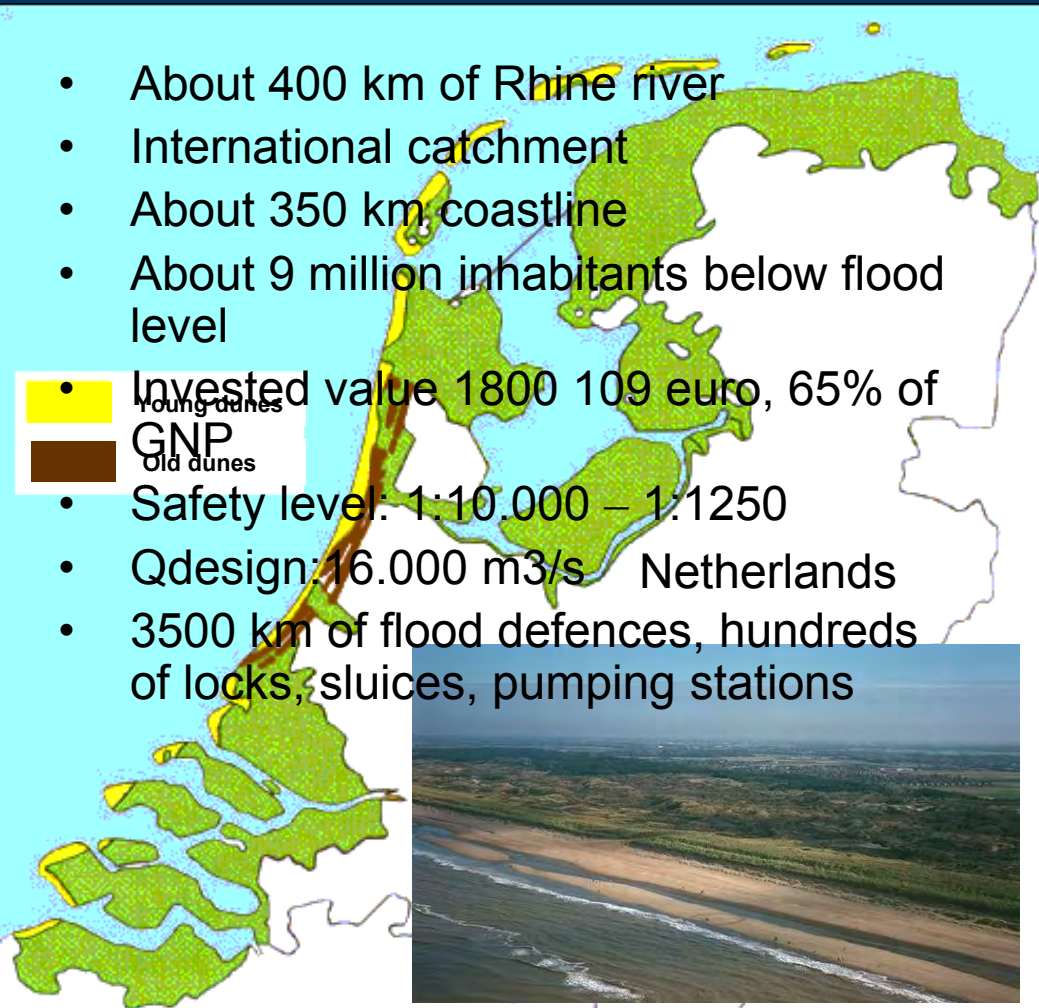 • About 400 km of Rhine river
• International catchment
• About 350 km coastline
• About 9 million inhabitants below flood
level
• Invested value 1800 109 euro, 65% of
GNP
Young dunes
Old dunes
• Safety level: 1:10.000 – 1:1250
• Qdesign:16.000 m3/s
Netherlands
• 3500 km of flood defences, hundreds
of locks, sluices, pumping stations